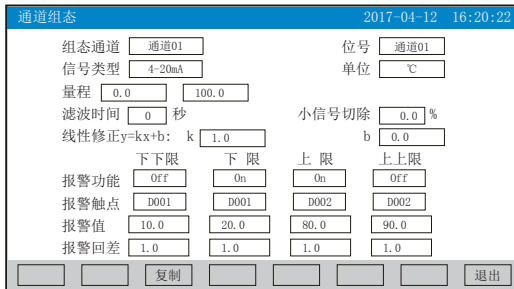 通道组态 2017-04-12 16:20:22
组态通道 通道01 位号 通道01
信号类型 4-20mA 单位 ℃
量程 0.0 100.0
滤波时间 0 秒 小信号切除 0.0 %
线性修正y=kx+b: k 1.0 b 0.0
下下限 下 限 上 限 上上限
报警功能 Off On On Off
报警触点 D001 D001 D002 D002
报警值 10.0 20.0 80.0 90.0
报警回差 1.0 1.0 1.0 1.0
复制 退出